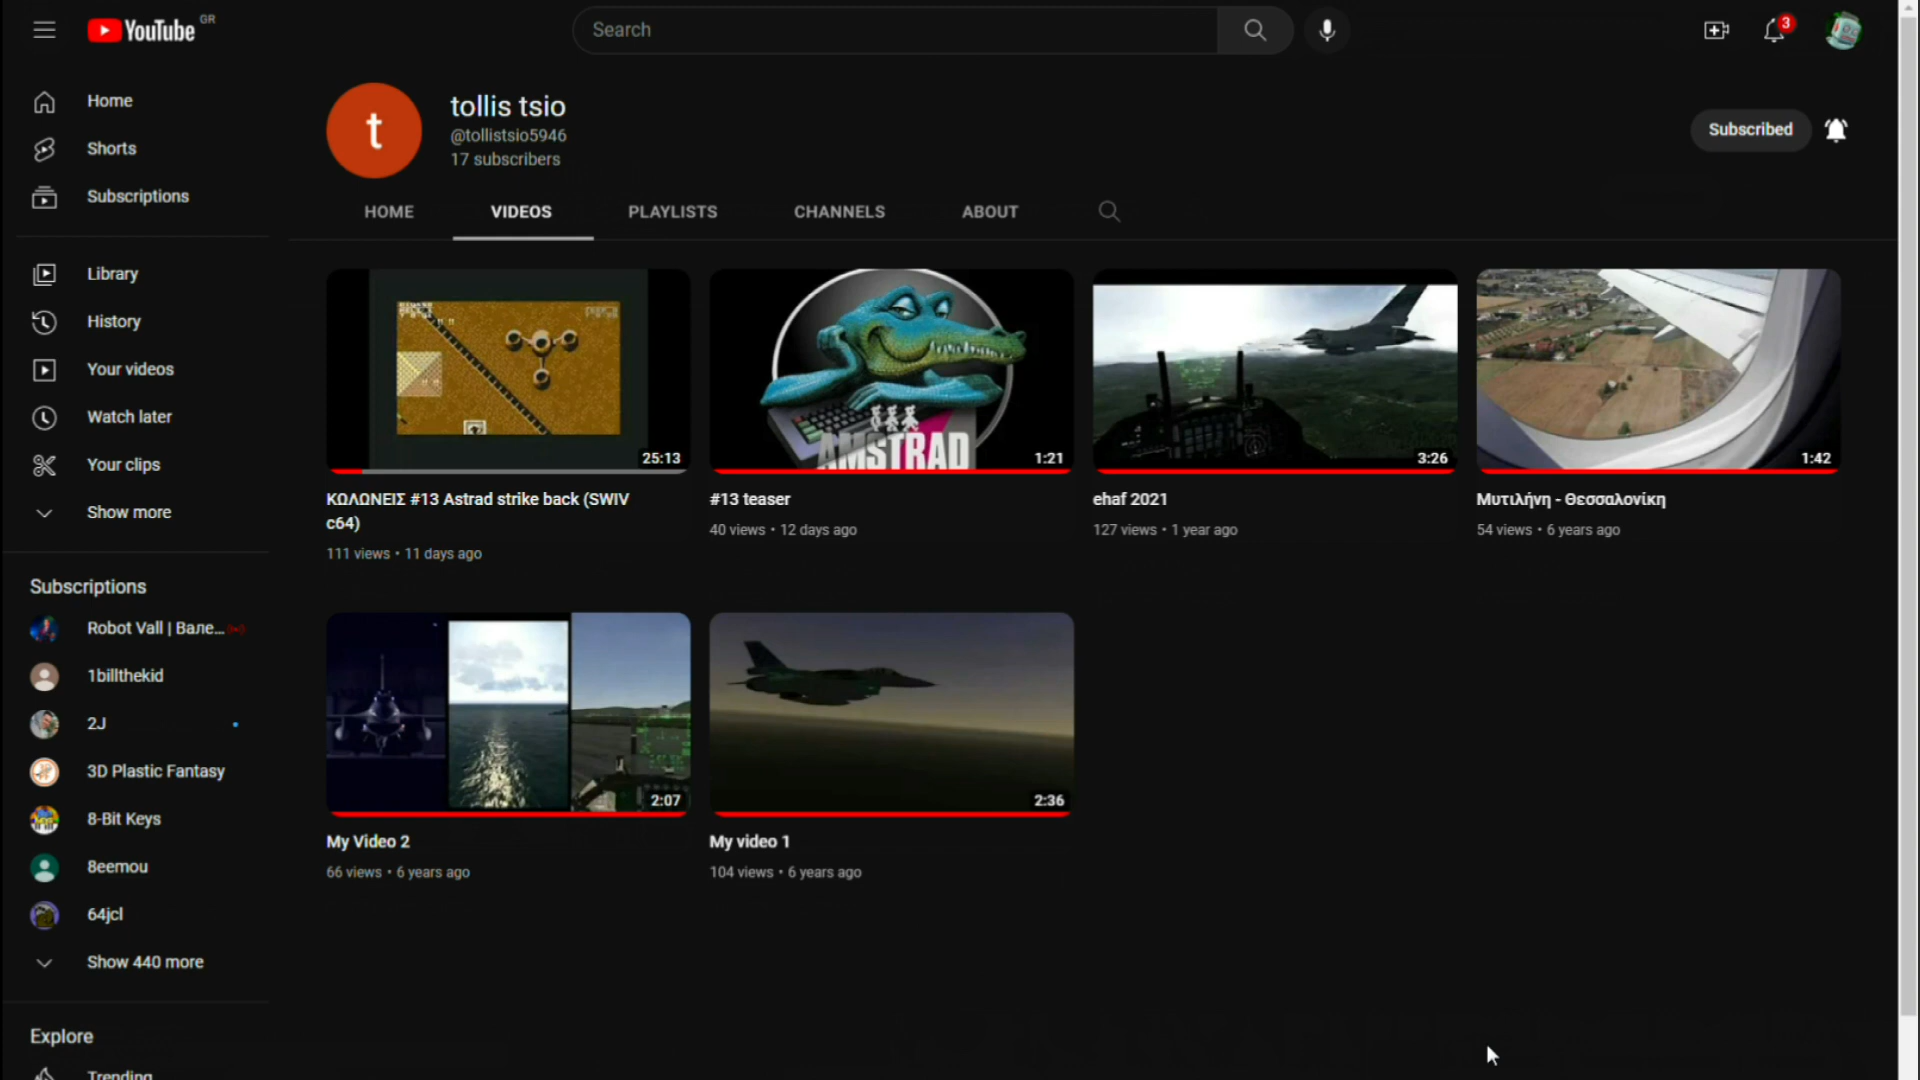 YouTube GR
Search
3
Home
Shorts
Subscriptions
Library
History
Your videos
Watch later
Your clips
Show more
Subscriptions
Robot Vall | Вале...
1billthekid
2J
3D Plastic Fantasy
8-Bit Keys
8eemou
64jcl
Show 440 more
Explore
Trending
t
tollis tsio
@tollistsio5946
17 subscribers
Subscribed
HOME
VIDEOS
PLAYLISTS
CHANNELS
ABOUT
25:13
ΚΩΛΩΝΕΙΣ #13 Astrad strike back (SWIV
c64)
111 views • 11 days ago
AMSTRAD
1:21
#13 teaser
40 views • 12 days ago
3:26
ehaf 2021
127 views • 1 year ago
1:42
Μυτιλήνη - Θεσσαλονίκη
54 views • 6 years ago
2:07
My Video 2
66 views • 6 years ago
2:36
My video 1
104 views • 6 years ago